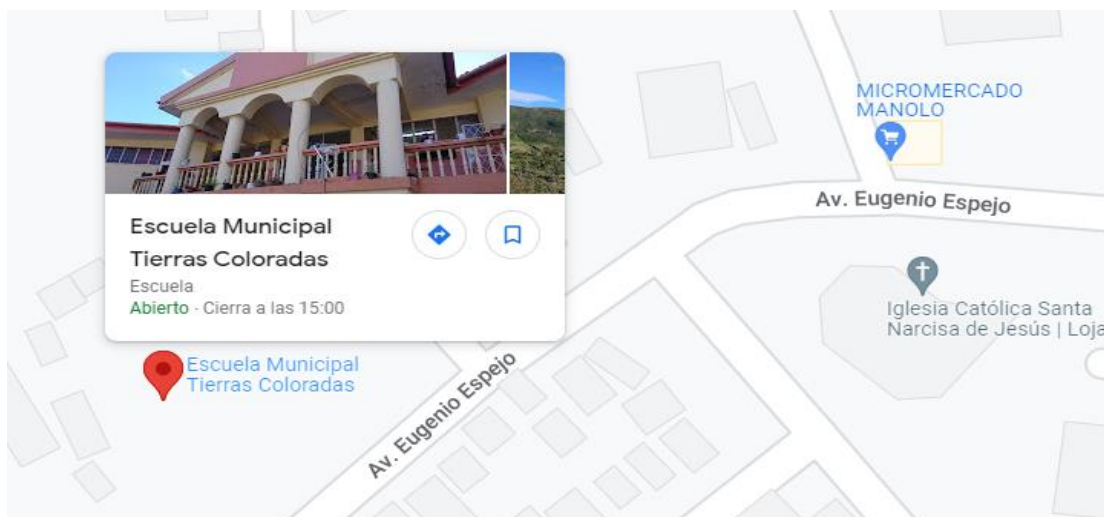 MICROMERCADO
MANOLO
Av. Eugenio Espejo
Escuela Municipal
Tierras Coloradas
Escuela
Abierto · Cierra a las 15:00
Iglesia Católica Santa
Narcisa de Jesús | Loja
Escuela Municipal
Tierras Coloradas
Av. Eugenio Espejo